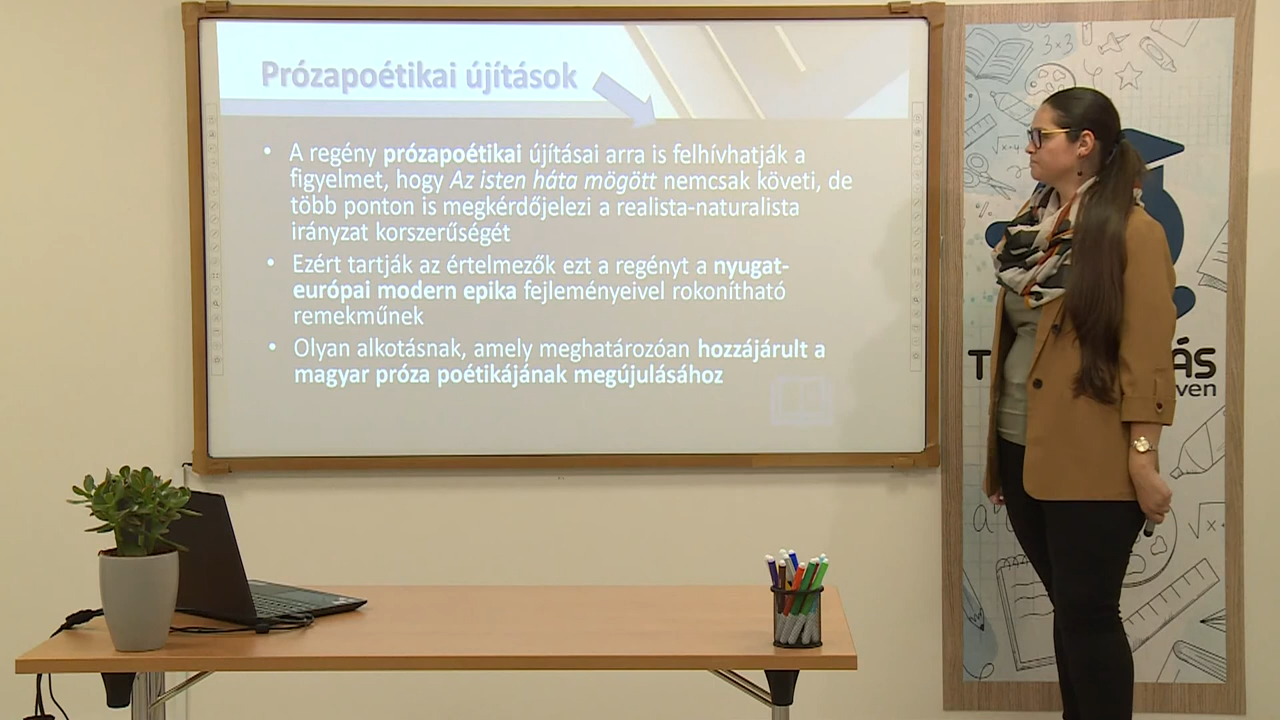 Prózapoétikai újítások
• A regény prózapoétikai újításai arra is felhívhatják a
figyelmet, hogy Az isten háta mögött nemcsak követi, de
több ponton is megkérdőjelezi a realista-naturalista
irányzat korszerűségét
• Ezért tartják az értelmezők ezt a regényt a nyugat-
európai modern epika fejleményeivel rokonítható
remekműnek
• Olyan alkotásnak, amely meghatározóan hozzájárult a
magyar próza poétikájának megújulásához
3×3